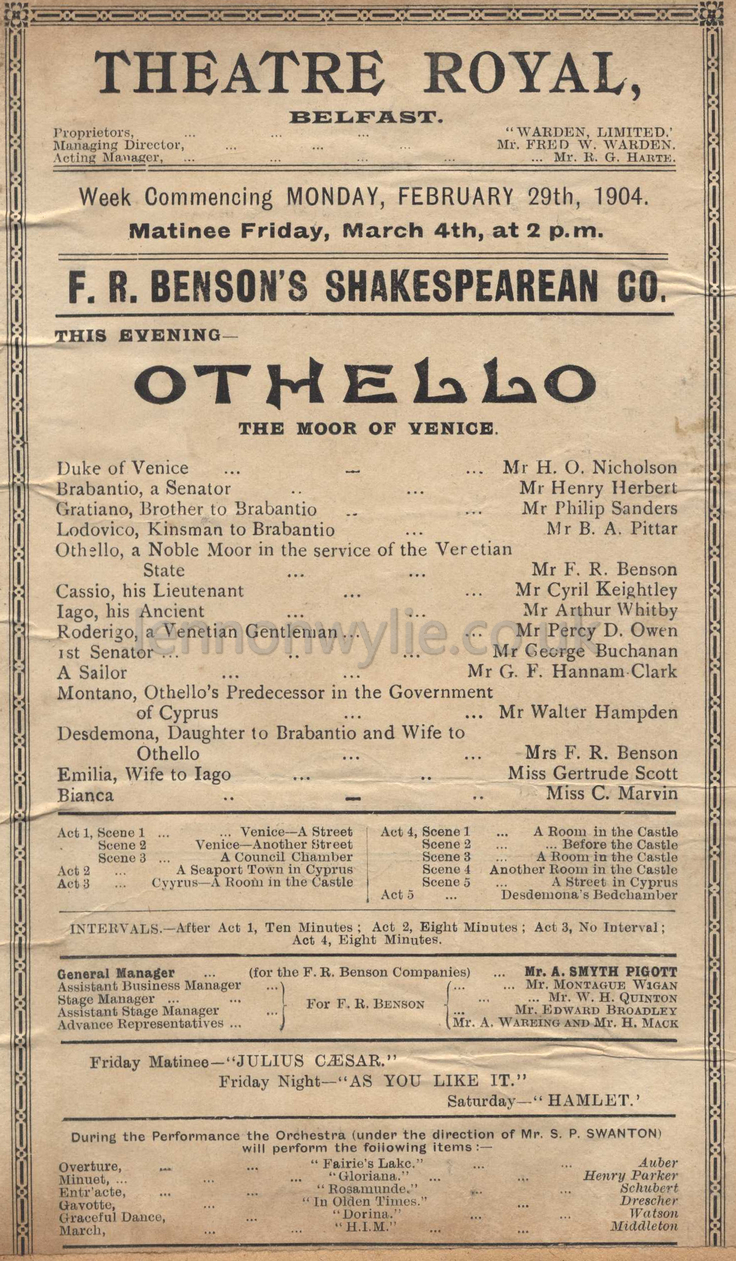 THEATRE ROYAL,
BELFAST.
Proprietors, ... ... ... "WARDEN, LIMITED.'
Managing Director, ... ... ... Mr. FRED W. WARDEN.
Acting Manager, ... ... ... ... ... Mr. R. G. HARTE.
Week Commencing MONDAY, FEBRUARY 29th, 1904.
Matinee Friday, March 4th, at 2 p.m.
F. R. BENSON'S SHAKESPEAREAN CO.
THIS EVENING—
OTHELLO
THE MOOR OF VENICE.
Duke of Venice ... — ... Mr H. O. Nicholson
Brabantio, a Senator .. ... Mr Henry Herbert
Gratiano, Brother to Brabantio .. ... Mr Philip Sanders
Lodovico, Kinsman to Brabantio ... Mr B. A. Pittar
Othello, a Noble Moor in the service of the Venetian
State ... ... Mr F. R. Benson
Cassio, his Lieutenant ... ... Mr Cyril Keightley
Iago, his Ancient ... ... Mr Arthur Whitby
Roderigo, a Venetian Gentleman ... ... Mr Percy D. Owen
lennonwylie.co.uk
1st Senator ... .. ... Mr George Buchanan
A Sailor ... ... Mr G. F. Hannam-Clark
Montano, Othello's Predecessor in the Government
of Cyprus ... ... Mr Walter Hampden
Desdemona, Daughter to Brabantio and Wife to
Othello ... ... Mrs F. R. Benson
Emilia, Wife to Iago ... .. Miss Gertrude Scott
Bianca .. — .. Miss C. Marvin
Act 1, Scene 1 ... ... Venice—A Street
Scene 2 Venice—Another Street
Scene 3 ... A Council Chamber
Act 2 ... A Seaport Town in Cyprus
Act 3 ... Cyyrus—A Room in the Castle
Act 4, Scene 1 ... A Room in the Castle
Scene 2 ... ... Before the Castle
Scene 3 ... A Room in the Castle
Scene 4 Another Room in the Castle
Scene 5 ... A Street in Cyprus
Act 5 ... Desdemona's Bedchamber
INTERVALS.—After Act 1, Ten Minutes; Act 2, Eight Minutes; Act 3, No Interval;
Act 4, Eight Minutes.
General Manager ... (for the F. R. Benson Companies) ... Mr. A. SMYTH PIGOTT
Assistant Business Manager ... ... ... Mr. MONTAGUE WIGAN
Stage Manager ... ... ... ... Mr. W. H. QUINTON
For F. R. BENSON
Assistant Stage Manager ... ... Mr. EDWARD BROADLEY
Advance Representatives ... Mr. A. WAREING AND Mr. H. MACK
Friday Matinee—"JULIUS CÆSAR."
Friday Night—"AS YOU LIKE IT."
Saturday—"HAMLET.'
During the Performance the Orchestra (under the direction of Mr. S. P. SWANTON)
will perform the following items:—
Overture, ... ... "Fairie's Lake." ... ... Auber
Minuet, ... ... ... "Gloriana." ... ... Henry Parker
Entr'acte, ... ... "Rosamunde." ... ... Schubert
Gavotte, ... ... "In Olden Times." ... ... Drescher
Graceful Dance, ... "Dorina." ... ... Watson
March, ... ... "H.I.M." ... ... Middleton